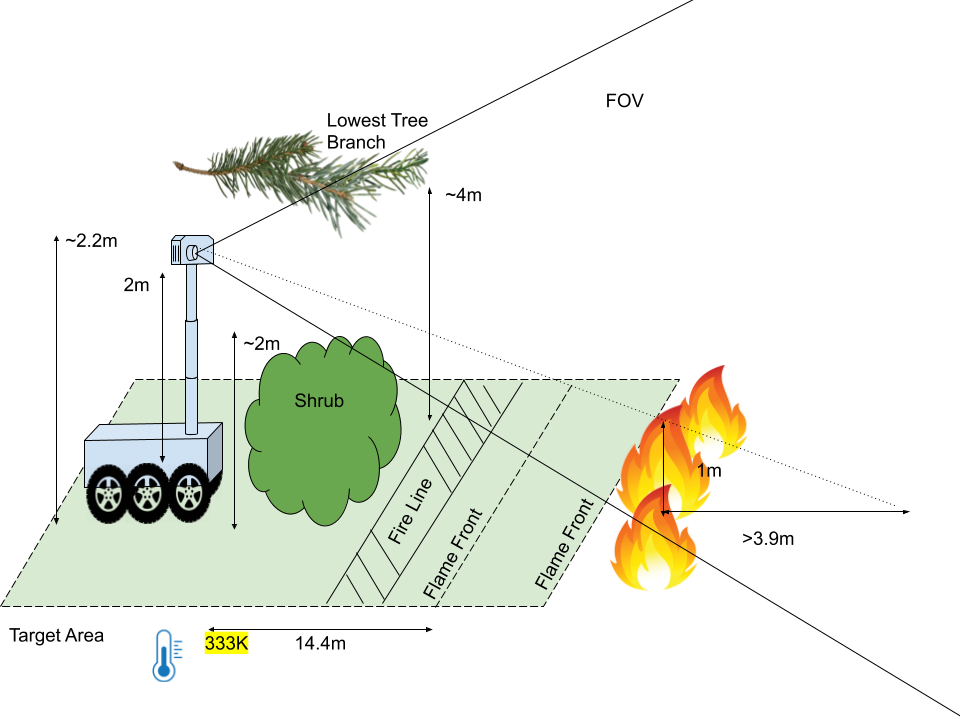 FOV
Lowest Tree
Branch
~4m
~2.2m
2m
~2m
Shrub
1m
Fire Line
Flame Front
Flame Front
>3.9m
Target Area
333K
14.4m